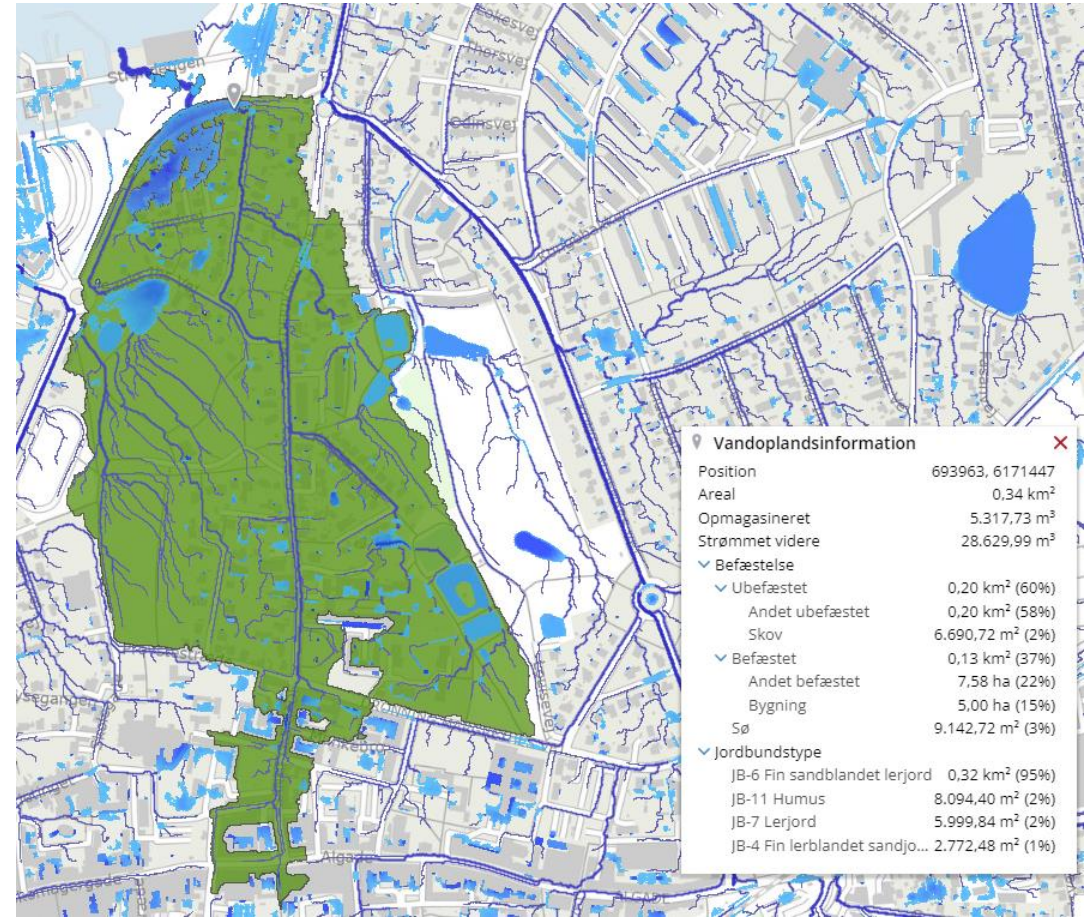 Thorsvej
Odinsvej
Vandoplandsinformation
Position 693963, 6171447
Areal 0,34 km²
Opmagasineret 5.317,73 m³
Strømmet videre 28.629,99 m³
Befæstelse
Ubefæstet 0,20 km² (60%)
Andet ubefæstet 0,20 km² (58%)
Skov 6.690,72 m² (2%)
Befæstet 0,13 km² (37%)
Andet befæstet 7,58 ha (22%)
Bygning 5,00 ha (15%)
Sø 9.142,72 m² (3%)
Jordbundstype
JB-6 Fin sandblandet lerjord 0,32 km² (95%)
JB-11 Humus 8.094,40 m² (2%)
JB-7 Lerjord 5.999,84 m² (2%)
JB-4 Fin lerblandet sandjo... 2.772,48 m² (1%)
Algade